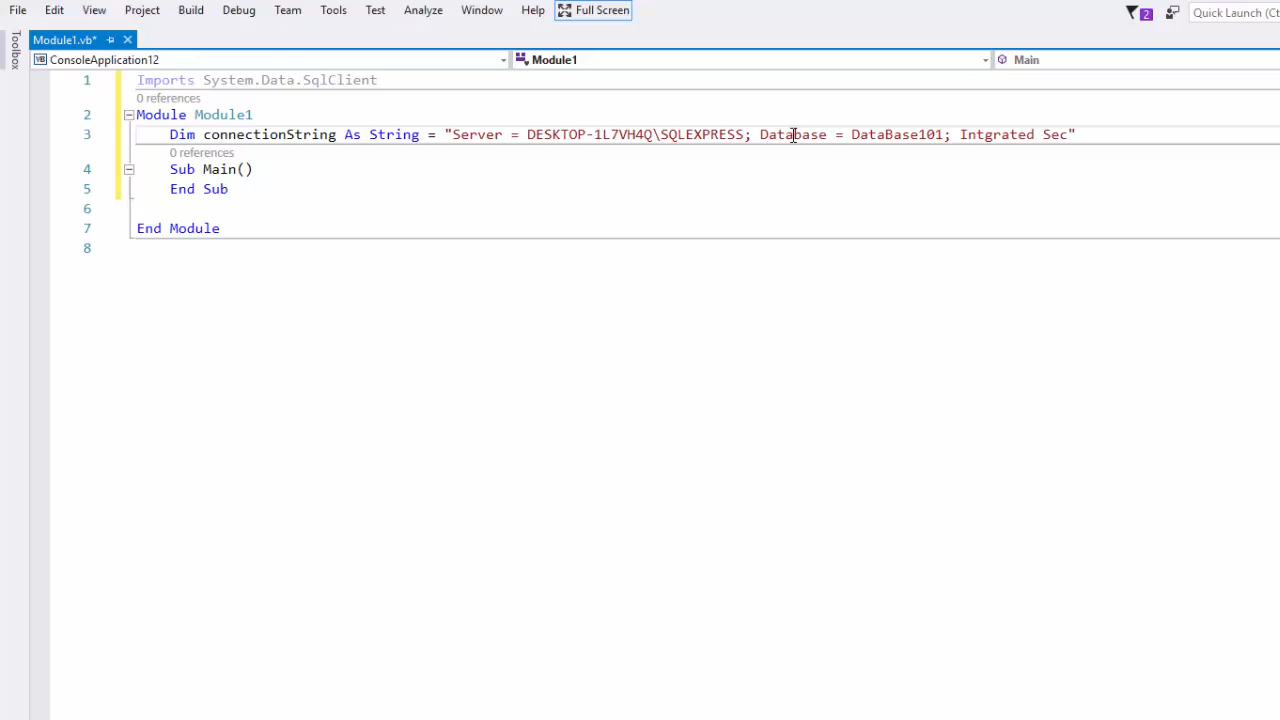 File Edit View Project Build Debug Team Tools Test Analyze Window Help Full Screen 2 Quick Launch (Ct
Toolbox
Module1.vb*
VB ConsoleApplication12 Module1 Main
1 Imports System.Data.SqlClient
0 references
2 Module Module1
3 Dim connectionString As String = "Server = DESKTOP-1L7VH4Q\SQLEXPRESS; Database = DataBase101; Intgrated Sec"
0 references
4 Sub Main()
5 End Sub
6
7 End Module
8